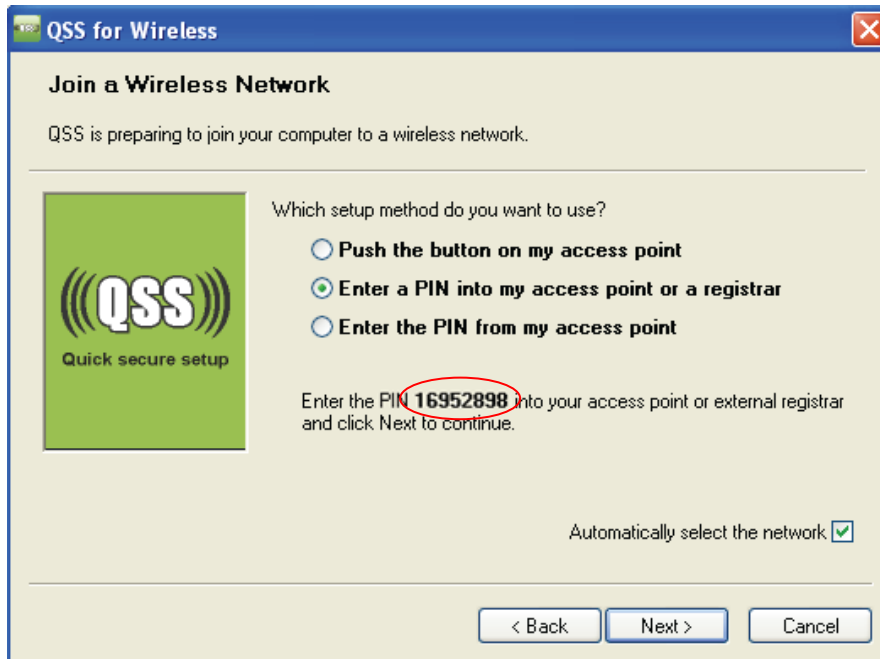 QSS for Wireless
Join a Wireless Network
QSS is preparing to join your computer to a wireless network.
Which setup method do you want to use?
Push the button on my access point
Enter a PIN into my access point or a registrar
Enter the PIN from my access point
QSS
Quick secure setup
Enter the PIN 16952898 into your access point or external registrar
and click Next to continue.
Automatically select the network
< Back
Next >
Cancel